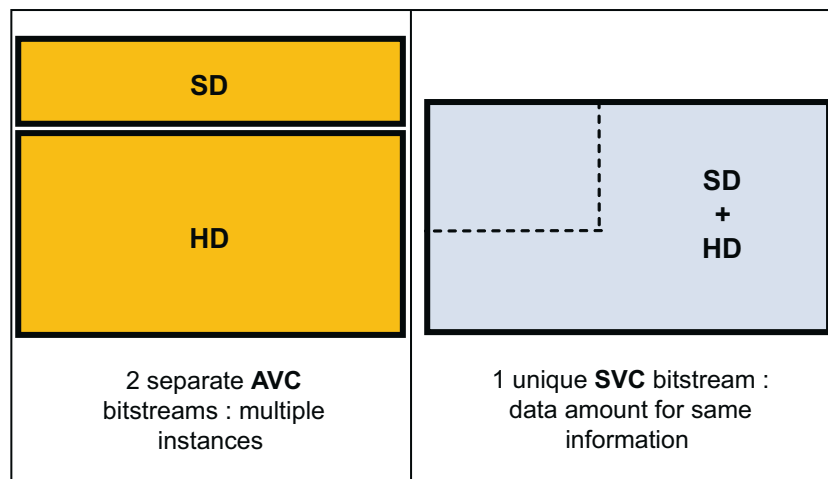 SD
HD
2 separate AVC
bitstreams : multiple
instances
SD
+
HD
1 unique SVC bitstream :
data amount for same
information